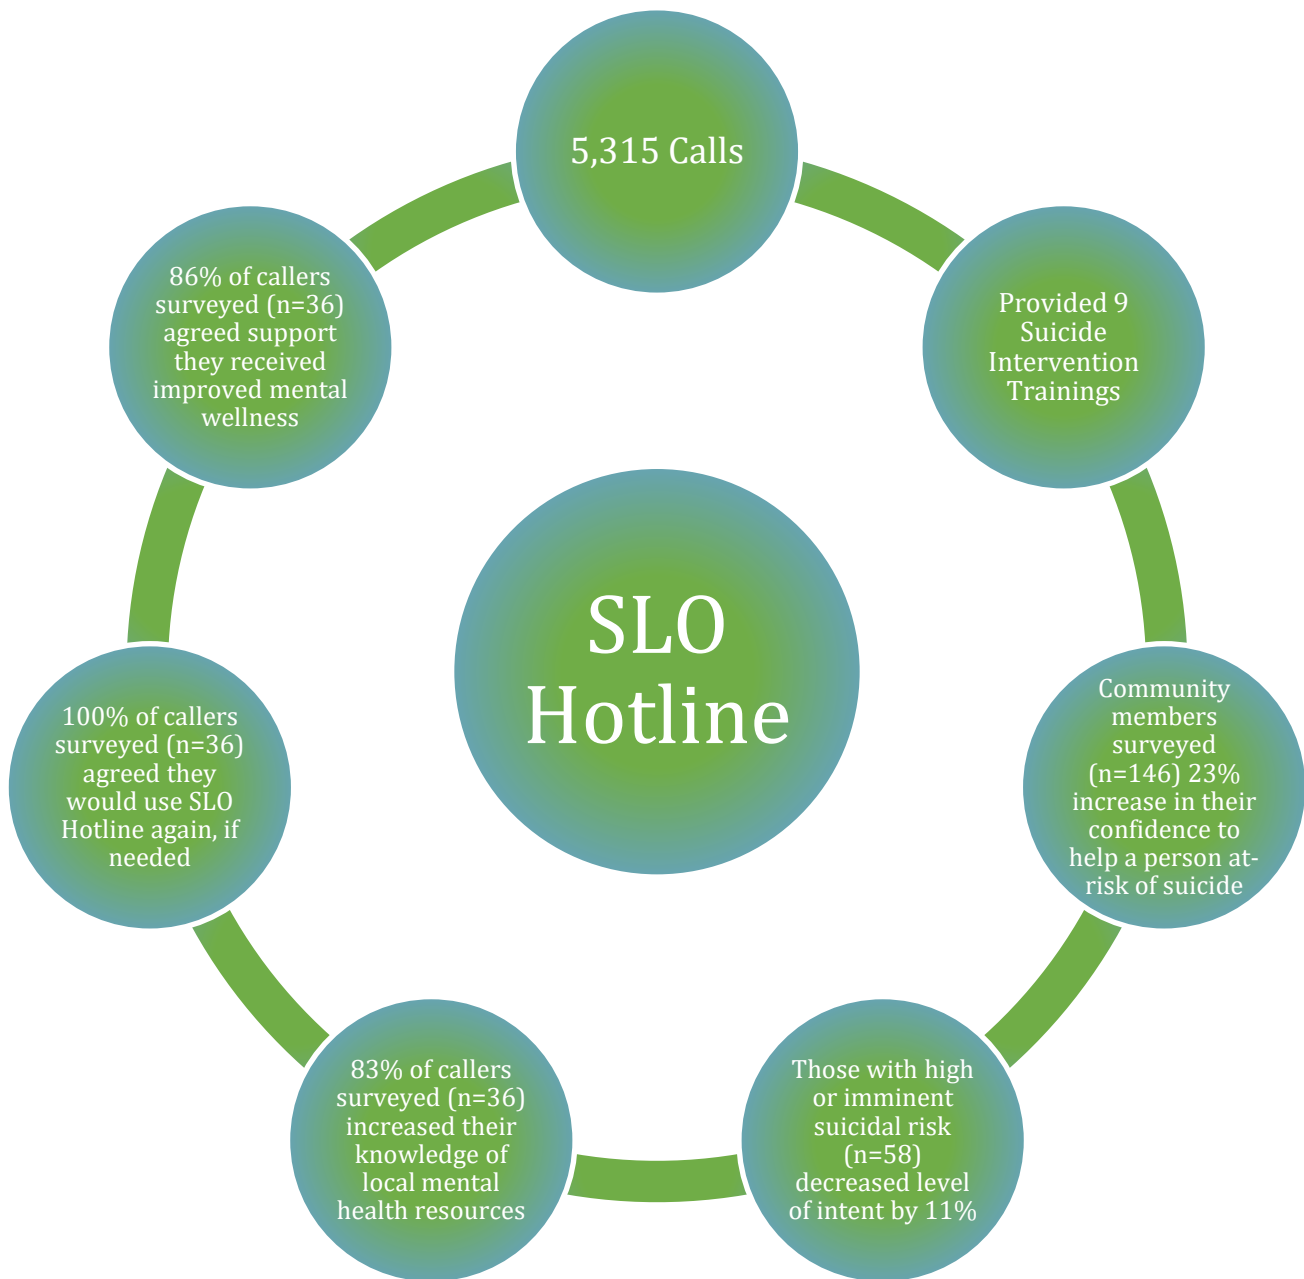 5,315 Calls
Provided 9
Suicide
Intervention
Trainings
Community
members
surveyed
(n=146) 23%
increase in their
confidence to
help a person at-
risk of suicide
Those with high
or imminent
suicidal risk
(n=58)
decreased level
of intent by 11%
83% of callers
surveyed (n=36)
increased their
knowledge of
local mental
health resources
100% of callers
surveyed (n=36)
agreed they
would use SLO
Hotline again, if
needed
86% of callers
surveyed (n=36)
agreed support
they received
improved mental
wellness
SLO
Hotline